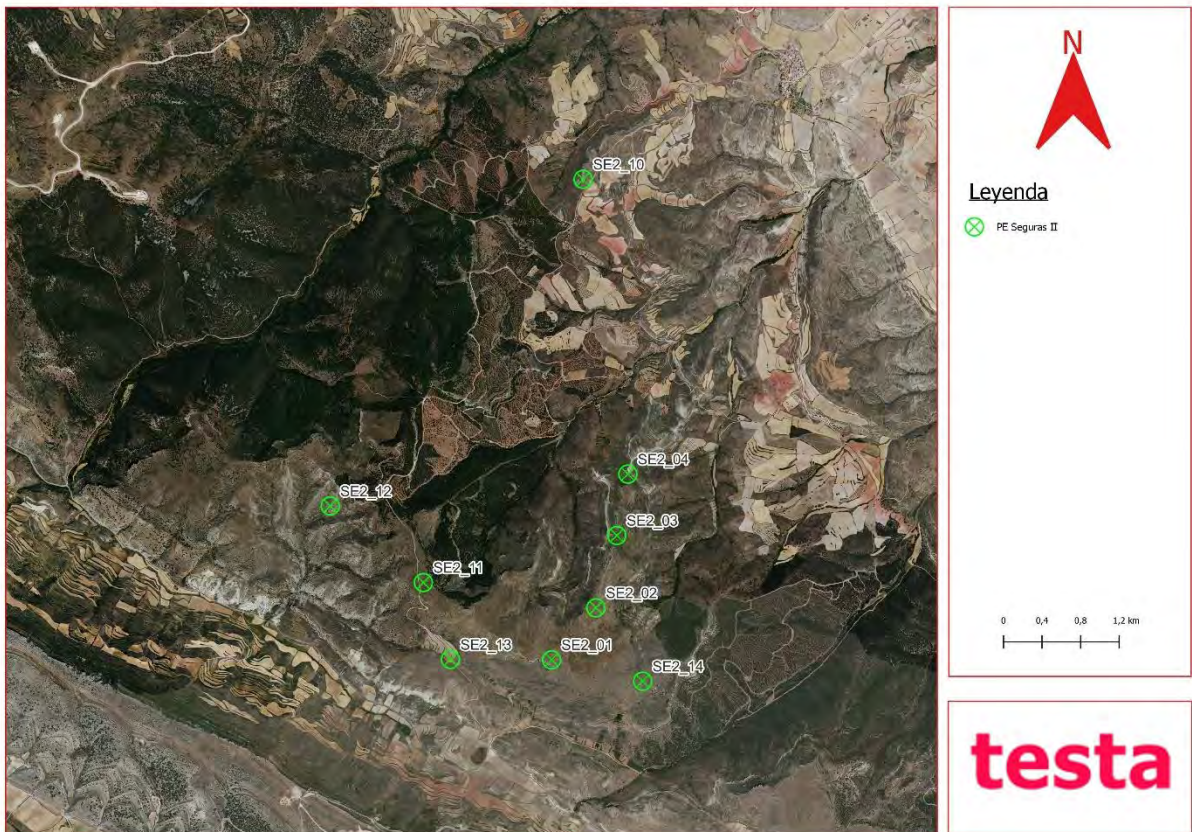 SE2_10
SE2_04
SE2_12
SE2_03
SE2_11
SE2_02
SE2_13
SE2_01
SE2_14
N
Leyenda
PE Seguras II
0 0,4 0,8 1,2 km
testa